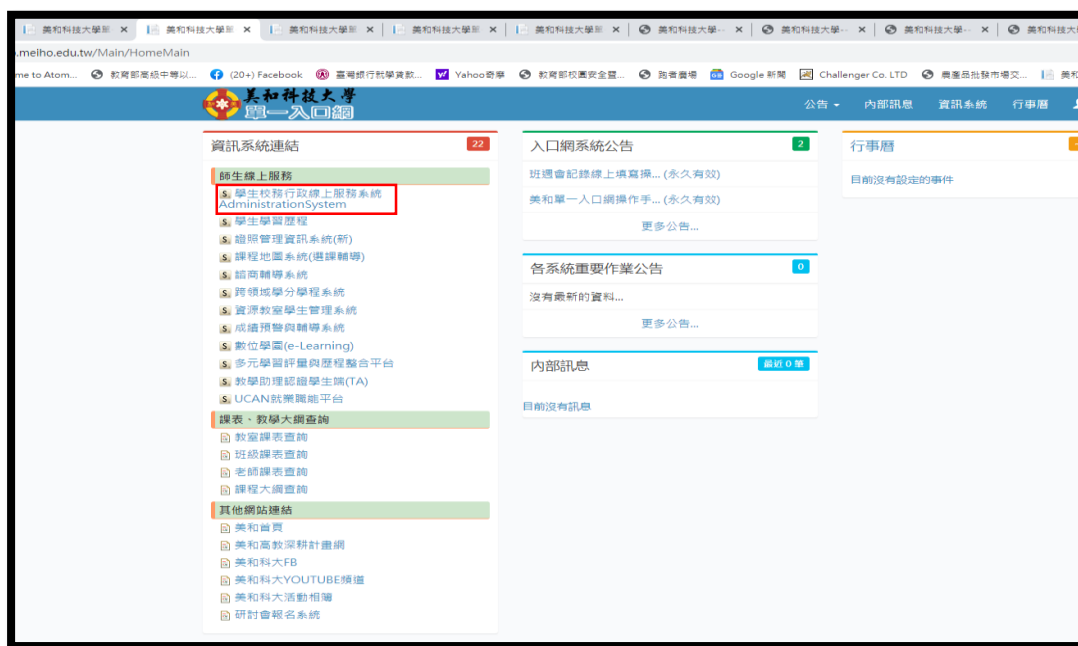 美和科技大學 美和科技大學 美和科技大學 美和科技大學 美和科技大學 美和科技大學 美和科技大學 美和科技大學 美和科技大
.meiho.edu.tw/Main/HomeMain
me to Atom... 教育部高級中等以... (20+) Facebook 臺灣銀行就學貸款... Yahoo奇摩 教育部校園安全暨... 跑者廣場 Google 新聞 Challenger Co. LTD 農產品批發市場交... 美和
美和科技大學
單一入口網
公告 內部訊息 資訊系統 行事曆
資訊系統連結 22
師生線上服務
學生校務行政線上服務系統
AdministrationSystem
學生學習歷程
證照管理資訊系統(新)
課程地圖系統(選課輔導)
諮商輔導系統
跨領域學分學程系統
資源教室學生管理系統
成績預警與輔導系統
數位學園(e-Learning)
多元學習評量與歷程整合平台
教學助理認證學生端(TA)
UCAN就業職能平台
課表、教學大綱查詢
教室課表查詢
班級課表查詢
老師課表查詢
課程大綱查詢
其他網站連結
美和首頁
美和高教深耕計畫網
美和科大FB
美和科大YOUTUBE頻道
美和科大活動相簿
研討會報名系統
入口網系統公告 2
班週會記錄線上填寫操... (永久有效)
美和單一入口網操作手... (永久有效)
更多公告...
各系統重要作業公告 0
沒有最新的資料...
更多公告...
內部訊息 最近 0 筆
目前沒有訊息
行事曆
目前沒有設定的事件